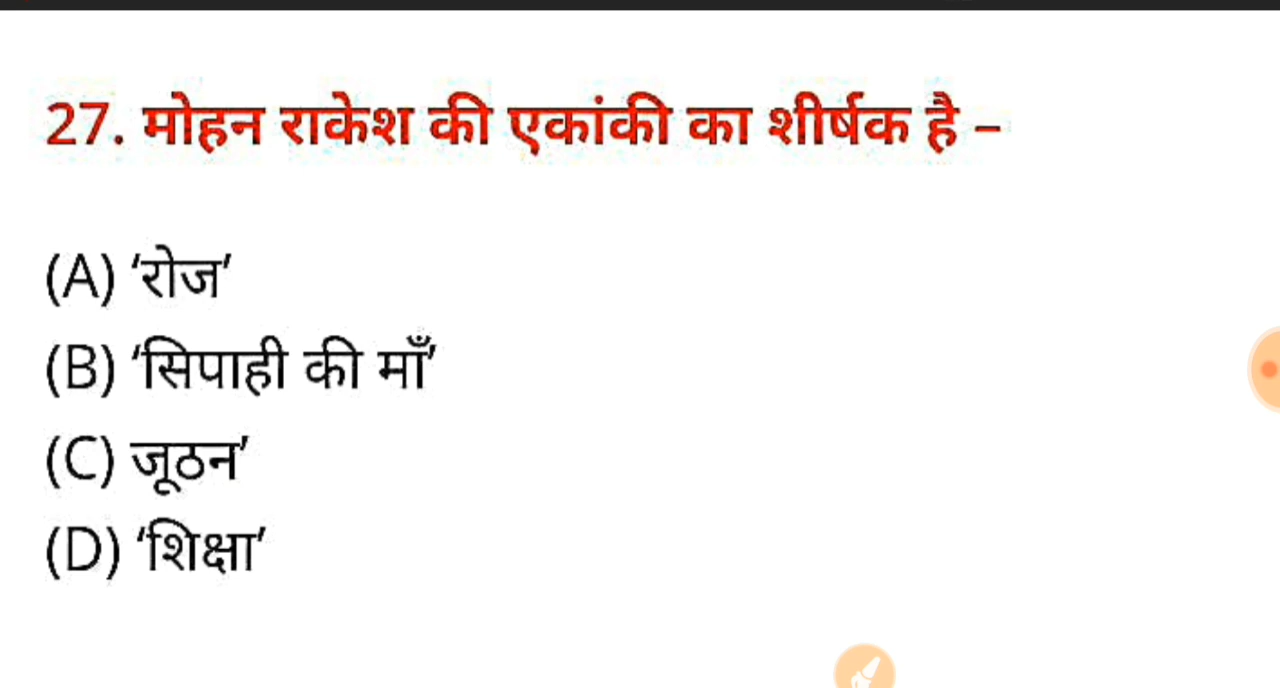 27. मोहन राकेश की एकांकी का शीर्षक है –
(A) ‘रोज’
(B) ‘सिपाही की माँ’
(C) जूठन’
(D) ‘शिक्षा’